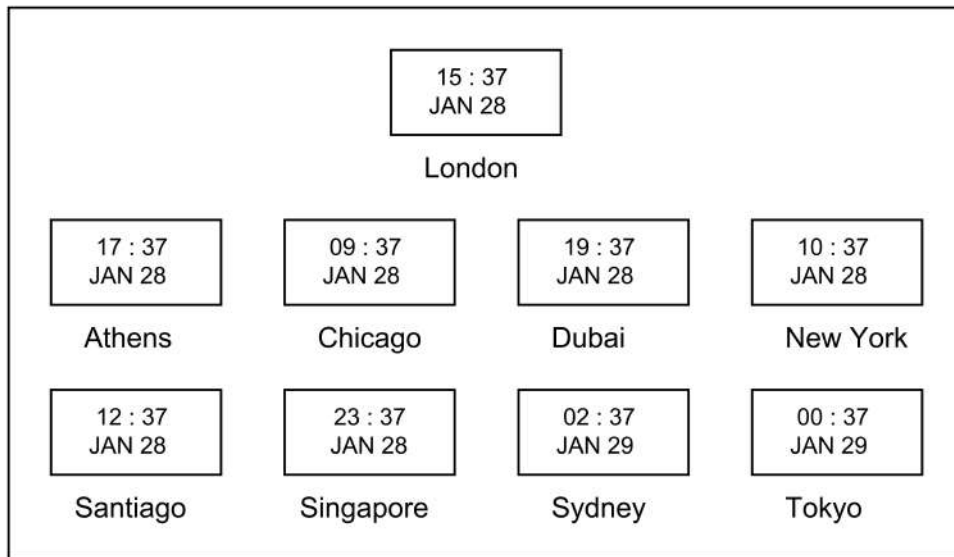 15 : 37
JAN 28
London
17 : 37
JAN 28
Athens
09 : 37
JAN 28
Chicago
19 : 37
JAN 28
Dubai
10 : 37
JAN 28
New York
12 : 37
JAN 28
Santiago
23 : 37
JAN 28
Singapore
02 : 37
JAN 29
Sydney
00 : 37
JAN 29
Tokyo